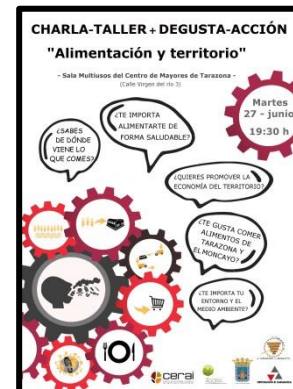 CHARLA-TALLER + DEGUSTA-ACCIÓN
"Alimentación y territorio"
- Sala Multiusos del Centro de Mayores de Tarazona -
(Calle Virgen del río 3)
Martes
27 - junio
19:30 h
¿TE IMPORTA
ALIMENTARTE DE
FORMA SALUDABLE?
¿SABES
DE DÓNDE
VIENE LO
QUE COMES?
¿QUIERES PROMOVER LA
ECONOMÍA DEL TERRITORIO?
¿TE GUSTA COMER
ALIMENTOS DE
TARAZONA Y
EL MONCAYO?
¿TE IMPORTA TU
ENTORNO Y EL
MEDIO AMBIENTE?
cerai